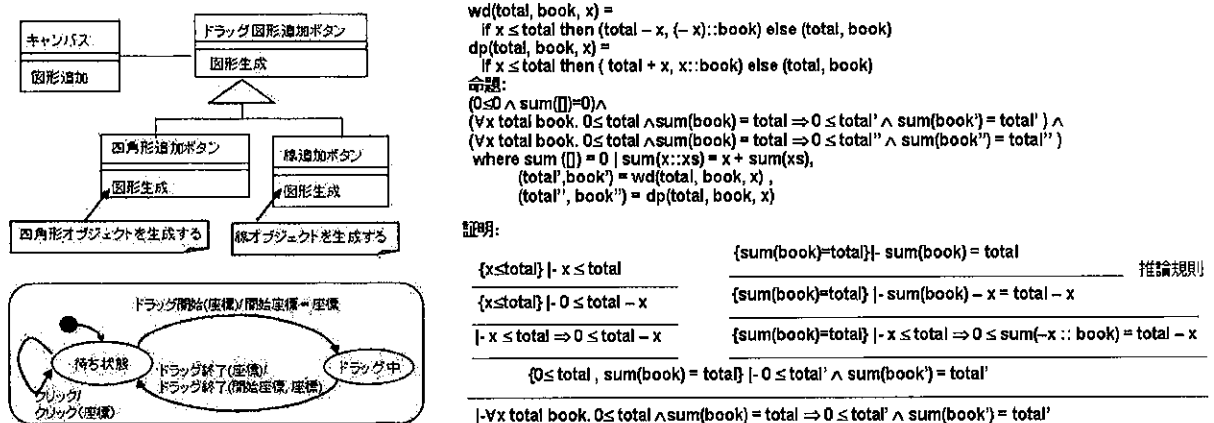 キャンバス
図形追加
ドラッグ図形追加ボタン
図形生成
四角形追加ボタン
図形生成
線追加ボタン
図形生成
四角形オブジェクトを生成する
線オブジェクトを生成する
ドラッグ開始(座標)/開始座標=座標
待ち状態
ドラッグ終了(座標)/
ドラッグ終了(開始座標,座標)
ドラッグ中
クリック/
クリック(座標)
wd(total, book, x) =
if x ≤ total then (total – x, (– x)::book) else (total, book)
dp(total, book, x) =
if x ≤ total then ( total + x, x::book) else (total, book)
命題:
(0≤0 ∧ sum([])=0)∧
(∀x total book. 0≤ total ∧sum(book) = total ⇒ 0 ≤ total' ∧ sum(book') = total' ) ∧
(∀x total book. 0≤ total ∧sum(book) = total ⇒ 0 ≤ total'' ∧ sum(book'') = total'' )
where sum ([]) = 0 | sum(x::xs) = x + sum(xs),
(total',book') = wd(total, book, x) ,
(total'', book'') = dp(total, book, x)
証明:
{x≤total} |- x ≤ total
{x≤total} |- 0 ≤ total – x
|- x ≤ total ⇒ 0 ≤ total – x
{sum(book)=total}|- sum(book) = total
推論規則
{sum(book)=total} |- sum(book) – x = total – x
{sum(book)=total} |- x ≤ total ⇒ 0 ≤ sum(–x :: book) = total – x
{0≤ total , sum(book) = total} |- 0 ≤ total' ∧ sum(book') = total'
|-∀x total book. 0≤ total ∧sum(book) = total ⇒ 0 ≤ total' ∧ sum(book') = total'